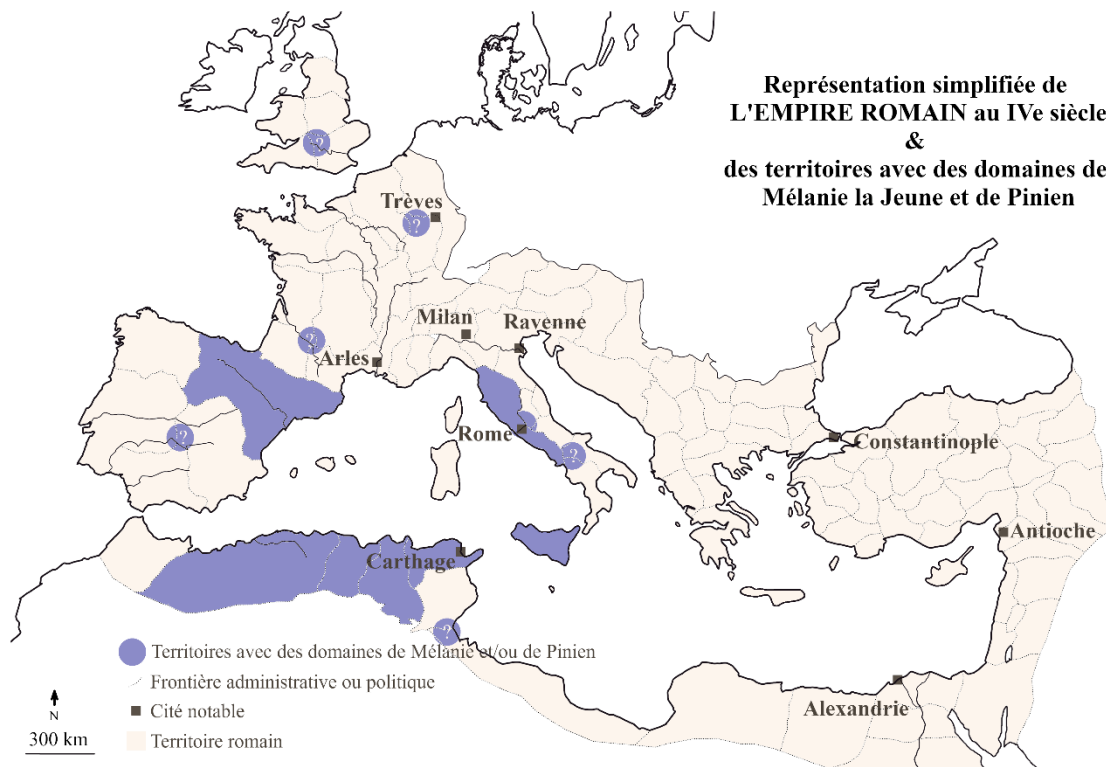 Représentation simplifiée de
L'EMPIRE ROMAIN au IVe siècle
&
des territoires avec des domaines de
Mélanie la Jeune et de Pinien
?
Trèves
?
Milan
Ravenne
?
Arles
Rome
?
?
?
Constantinople
Antioche
Carthage
?
Alexandrie
Territoires avec des domaines de Mélanie et/ou de Pinien
Frontière administrative ou politique
Cité notable
Territoire romain
N
300 km